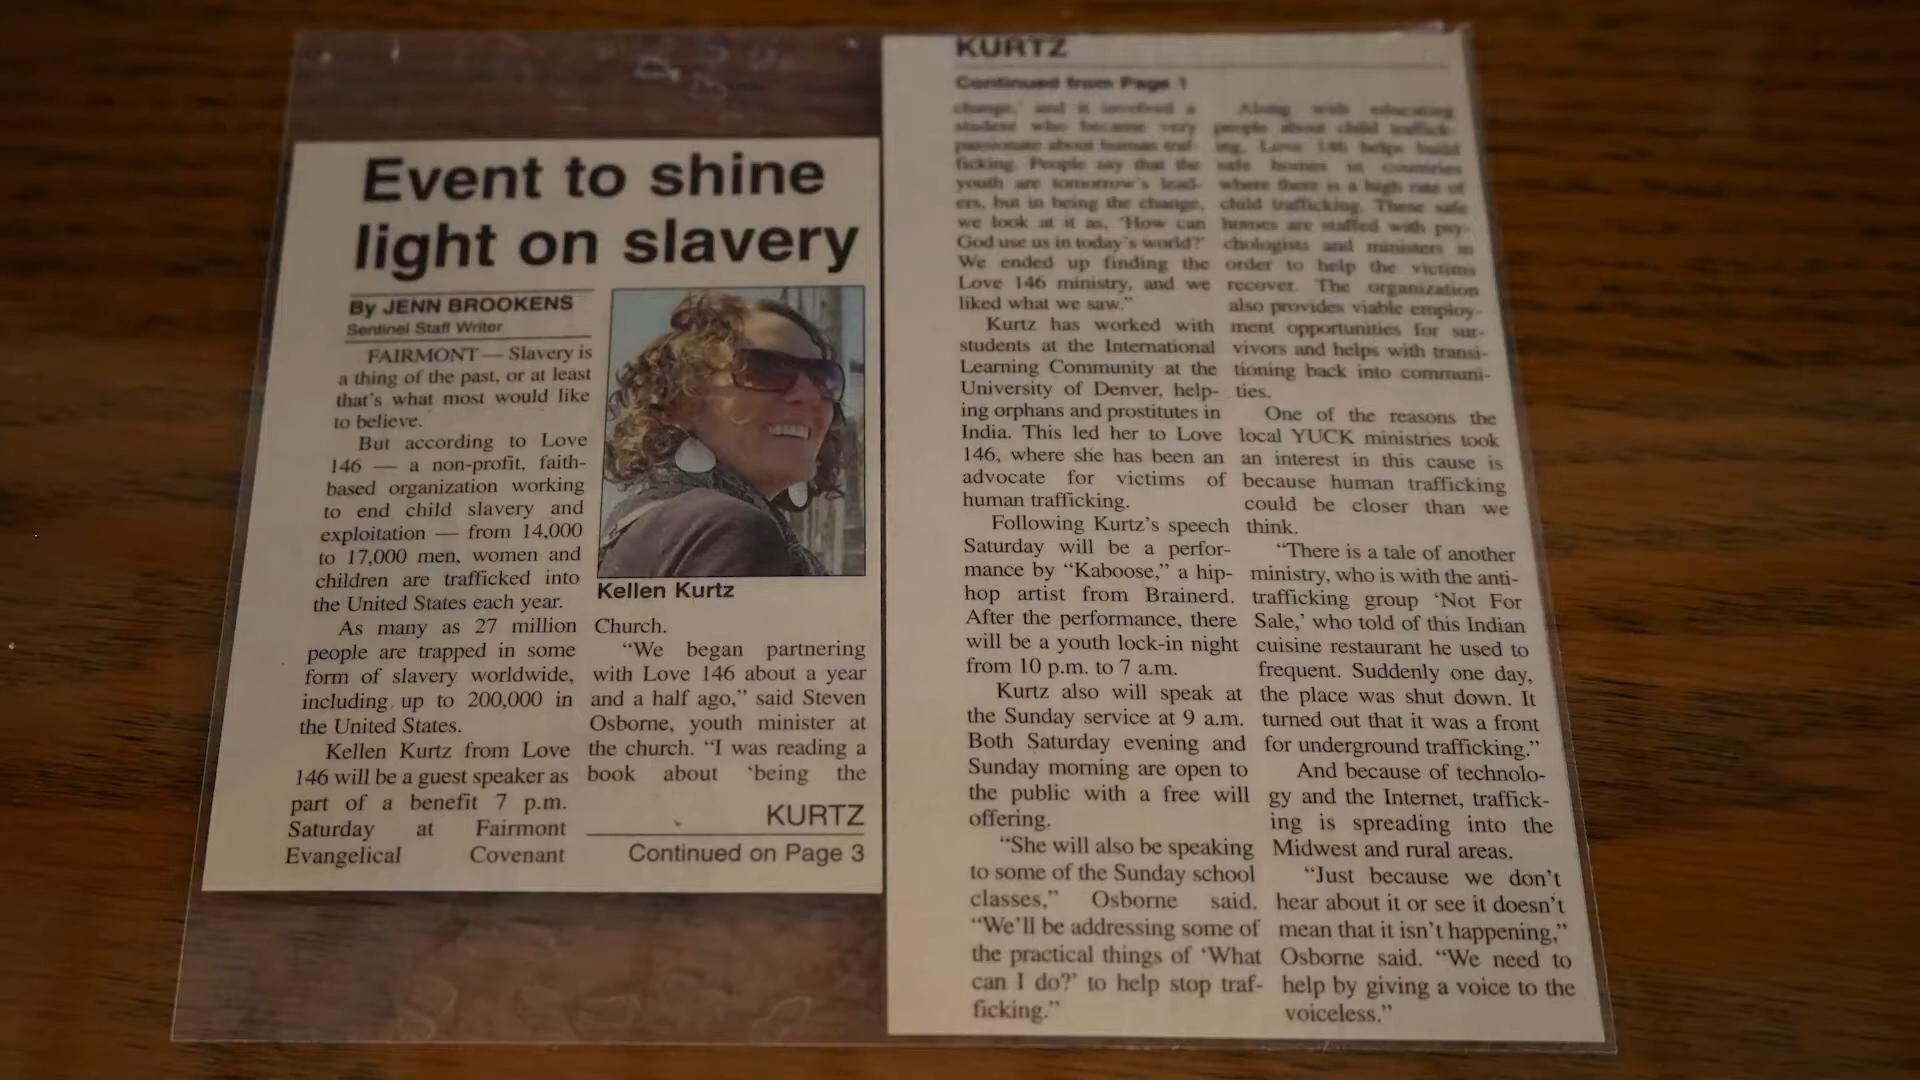 Event to shine
light on slavery
By JENN BROOKENS
Sentinel Staff Writer
FAIRMONT — Slavery is
a thing of the past, or at least
that's what most would like
to believe.
But according to Love
146 — a non-profit, faith-
based organization working
to end child slavery and
exploitation — from 14,000
to 17,000 men, women and
children are trafficked into
the United States each year.
As many as 27 million
people are trapped in some
form of slavery worldwide,
including up to 200,000 in
the United States.
Kellen Kurtz from Love
146 will be a guest speaker as
part of a benefit 7 p.m.
Saturday at Fairmont
Evangelical Covenant
Kellen Kurtz
Church.
“We began partnering
with Love 146 about a year
and a half ago,” said Steven
Osborne, youth minister at
the church. “I was reading a
book about ‘being the
KURTZ
Continued on Page 3
KURTZ
Continued from Page 1
change,’ and it involved a
student who became very
passionate about human traf-
ficking. People say that the
youth are tomorrow's lead-
ers, but in being the change,
we look at it as, ‘How can
God use us in today's world?’
We ended up finding the
Love 146 ministry, and we
liked what we saw.”
Kurtz has worked with
students at the International
Learning Community at the
University of Denver, help-
ing orphans and prostitutes in
India. This led her to Love
146, where she has been an
advocate for victims of
human trafficking.
Following Kurtz's speech
Saturday will be a perfor-
mance by “Kaboose,” a hip-
hop artist from Brainerd.
After the performance, there
will be a youth lock-in night
from 10 p.m. to 7 a.m.
Kurtz also will speak at
the Sunday service at 9 a.m.
Both Saturday evening and
Sunday morning are open to
the public with a free will
offering.
“She will also be speaking
to some of the Sunday school
classes,” Osborne said.
“We'll be addressing some of
the practical things of ‘What
can I do?’ to help stop traf-
ficking.”
Along with educating
people about child traffick-
ing, Love 146 helps build
safe homes in countries
where there is a high rate of
child trafficking. These safe
homes are staffed with psy-
chologists and ministers in
order to help the victims
recover. The organization
also provides viable employ-
ment opportunities for sur-
vivors and helps with transi-
tioning back into communi-
ties.
One of the reasons the
local YUCK ministries took
an interest in this cause is
because human trafficking
could be closer than we
think.
“There is a tale of another
ministry, who is with the anti-
trafficking group ‘Not For
Sale,’ who told of this Indian
cuisine restaurant he used to
frequent. Suddenly one day,
the place was shut down. It
turned out that it was a front
for underground trafficking.”
And because of technolo-
gy and the Internet, traffick-
ing is spreading into the
Midwest and rural areas.
“Just because we don't
hear about it or see it doesn't
mean that it isn't happening,”
Osborne said. “We need to
help by giving a voice to the
voiceless.”